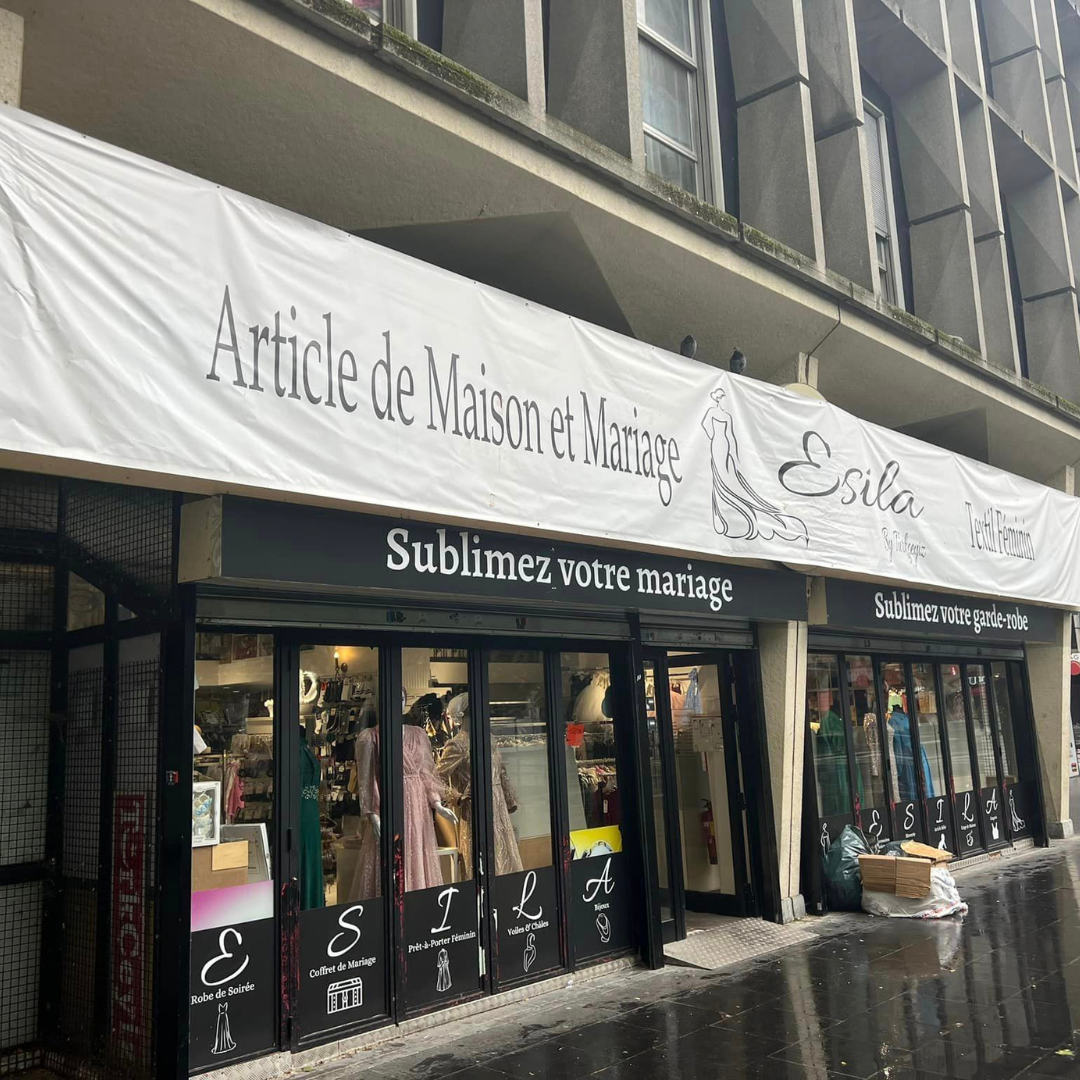 Article de Maison et Mariage
Esila
Textil Féminin
Sublimez votre mariage
Sublimez votre garde-robe
E
Robe de Soirée
S
Coffret de Mariage
I
Prêt-à-Porter Féminin
L
Voiles & Châles
A
Bijoux
E
S
I
L
A